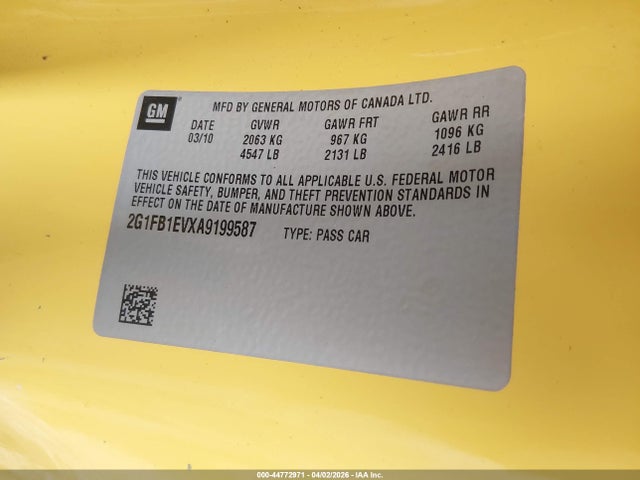 GM
MFD BY GENERAL MOTORS OF CANADA LTD.
DATE GVWR GAWR FRT GAWR RR
03/10 2063 KG 967 KG 1096 KG
4547 LB 2131 LB 2416 LB
THIS VEHICLE CONFORMS TO ALL APPLICABLE U.S. FEDERAL MOTOR
VEHICLE SAFETY, BUMPER, AND THEFT PREVENTION STANDARDS IN
EFFECT ON THE DATE OF MANUFACTURE SHOWN ABOVE.
2G1FB1EVXA9199587 TYPE: PASS CAR
000-44772971 - 04/02/2026 - IAA Inc.